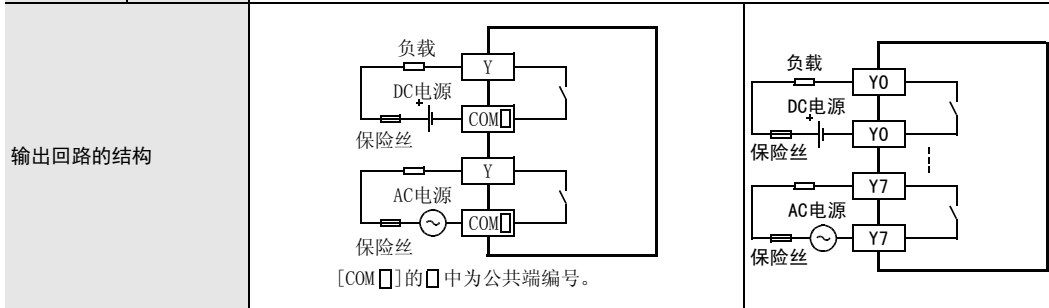 输出回路的结构
负载
Y
DC电源
+
COM□
保险丝
Y
AC电源
COM□
保险丝
[COM □]的□中为公共端编号。
负载
Y0
DC电源
+
Y0
保险丝
Y7
AC电源
Y7
保险丝